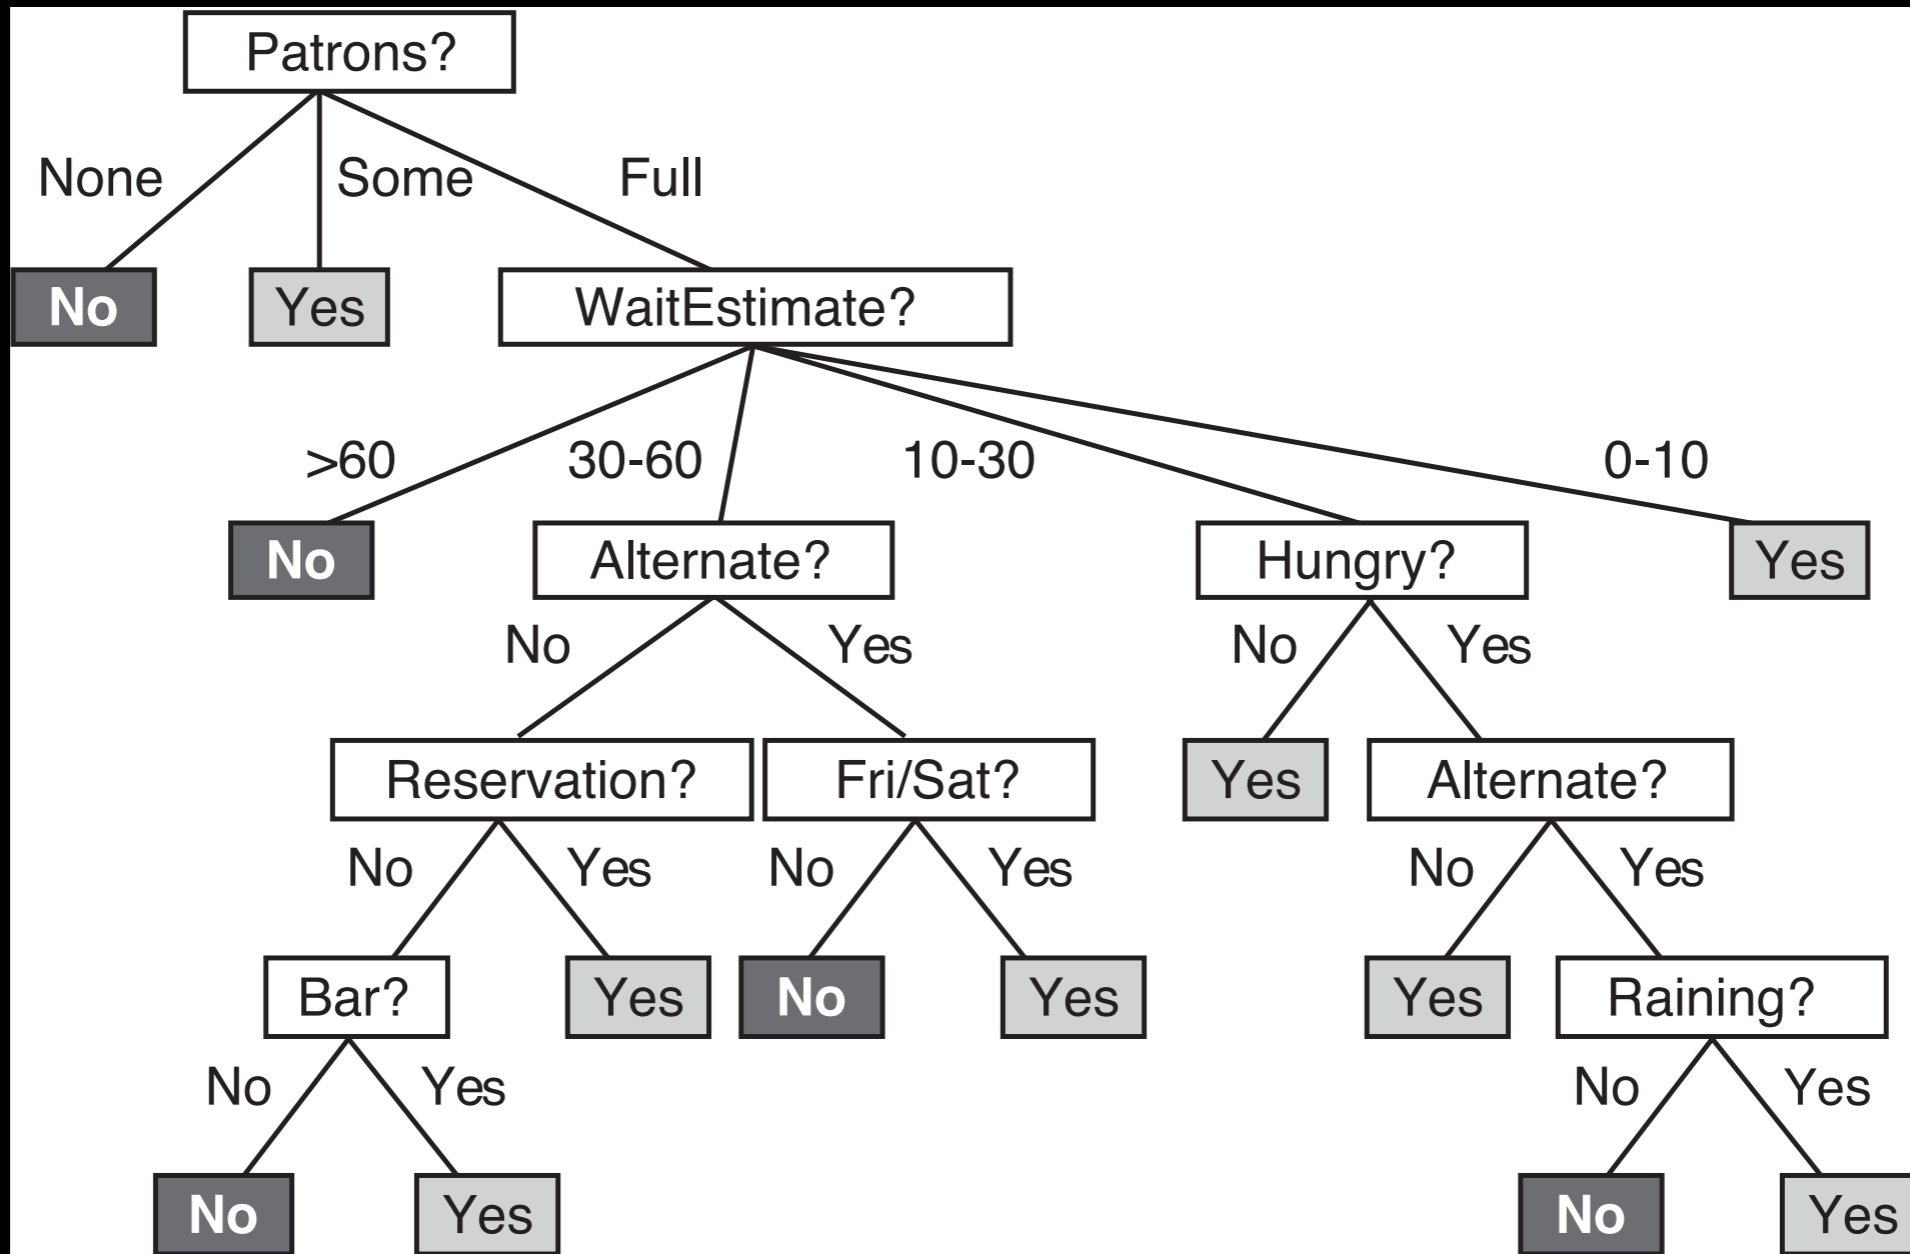 Patrons?
None Some Full
No Yes WaitEstimate?
>60 30-60 10-30 0-10
No Alternate? Hungry? Yes
No Yes No Yes
Reservation? Fri/Sat? Yes Alternate?
No Yes No Yes No Yes
Bar? Yes No Yes Yes Raining?
No Yes No Yes
No Yes No Yes